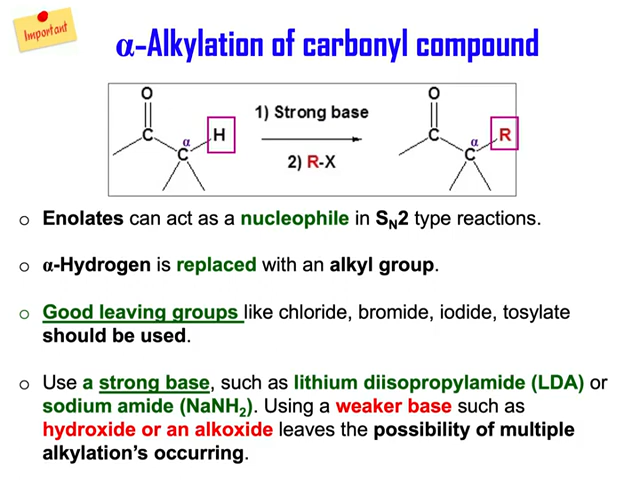 Important
α-Alkylation of carbonyl compound
O
C
α
H
C
1) Strong base
2) R-X
O
C
α
R
C
o Enolates can act as a nucleophile in SN2 type reactions.
o α-Hydrogen is replaced with an alkyl group.
o Good leaving groups like chloride, bromide, iodide, tosylate
should be used.
o Use a strong base, such as lithium diisopropylamide (LDA) or
sodium amide (NaNH2). Using a weaker base such as
hydroxide or an alkoxide leaves the possibility of multiple
alkylation’s occurring.